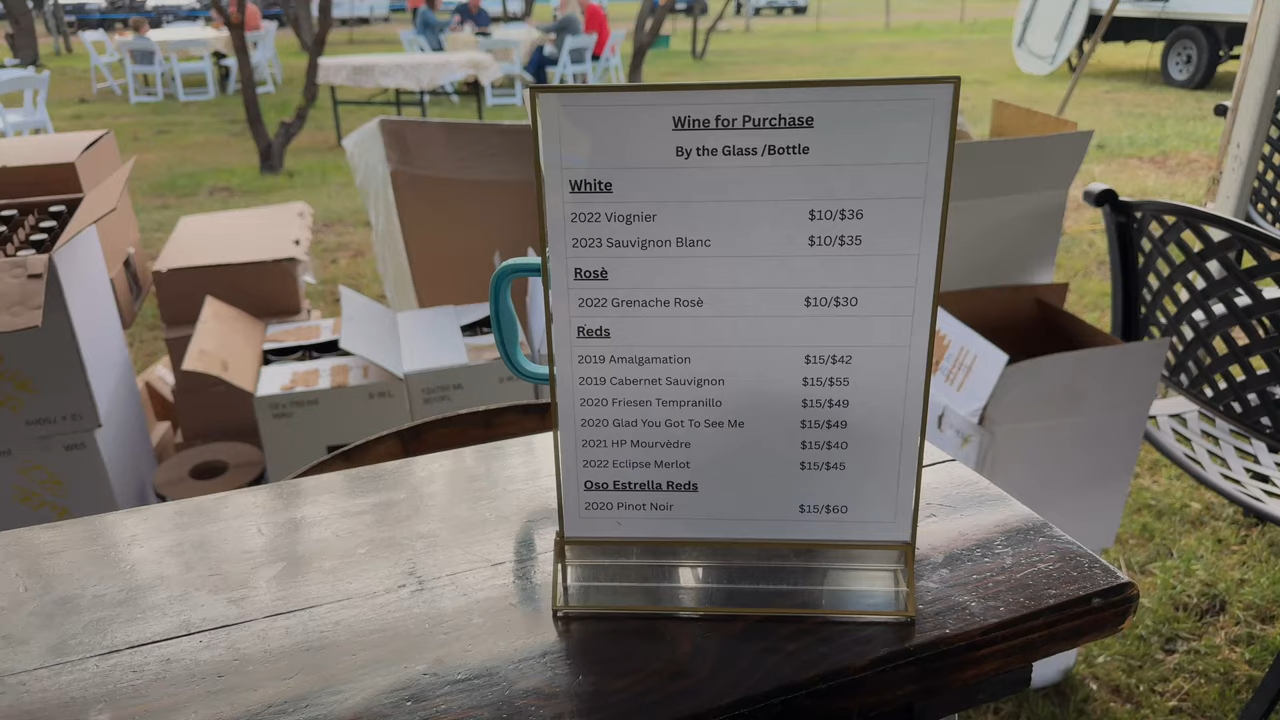 Wine for Purchase
By the Glass /Bottle
White
2022 Viognier $10/$36
2023 Sauvignon Blanc $10/$35
Rosè
2022 Grenache Rosè $10/$30
Reds
2019 Amalgamation $15/$42
2019 Cabernet Sauvignon $15/$55
2020 Friesen Tempranillo $15/$49
2020 Glad You Got To See Me $15/$49
2021 HP Mourvèdre $15/$40
2022 Eclipse Merlot $15/$45
Oso Estrella Reds
2020 Pinot Noir $15/$60